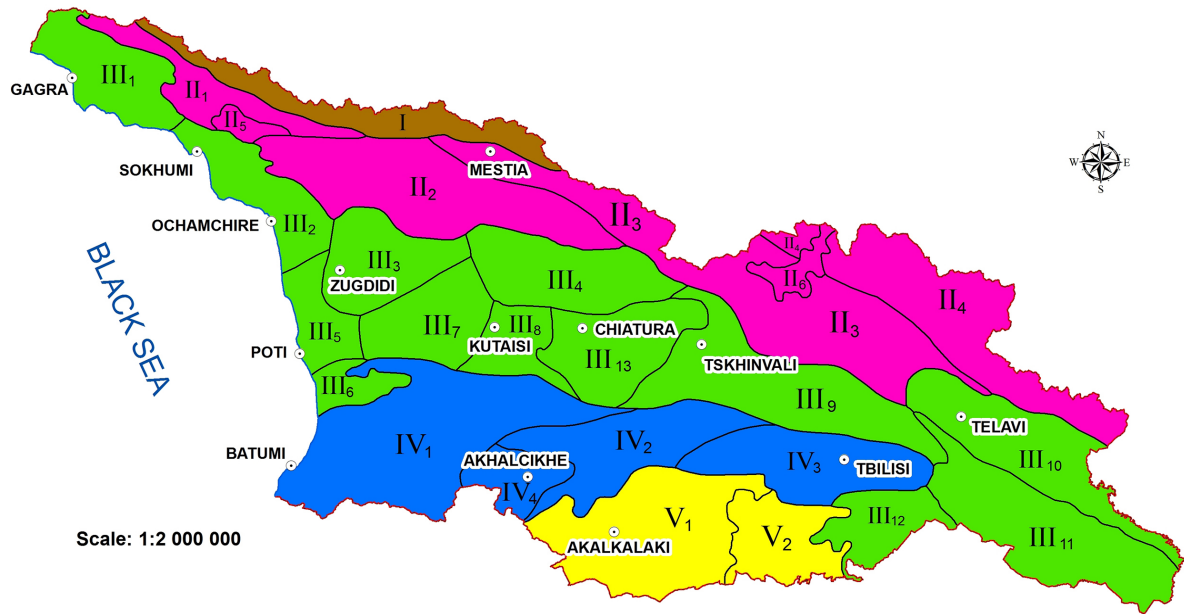 III1
GAGRA
II1
II5
I
N
W E
S
SOKHUMI
MESTIA
II2
II3
OCHAMCHIRE
III2
II4
II6
II4
III3
ZUGDIDI
III4
BLACK SEA
II3
III5
III7
III8
KUTAISI
CHIATURA
III13
TSKHINVALI
POTI
III6
III9
TELAVI
BATUMI
IV1
IV2
AKHALCIKHE
IV3
TBILISI
III10
IV4
V1
III12
Scale: 1:2 000 000
AKALKALAKI
V2
III11